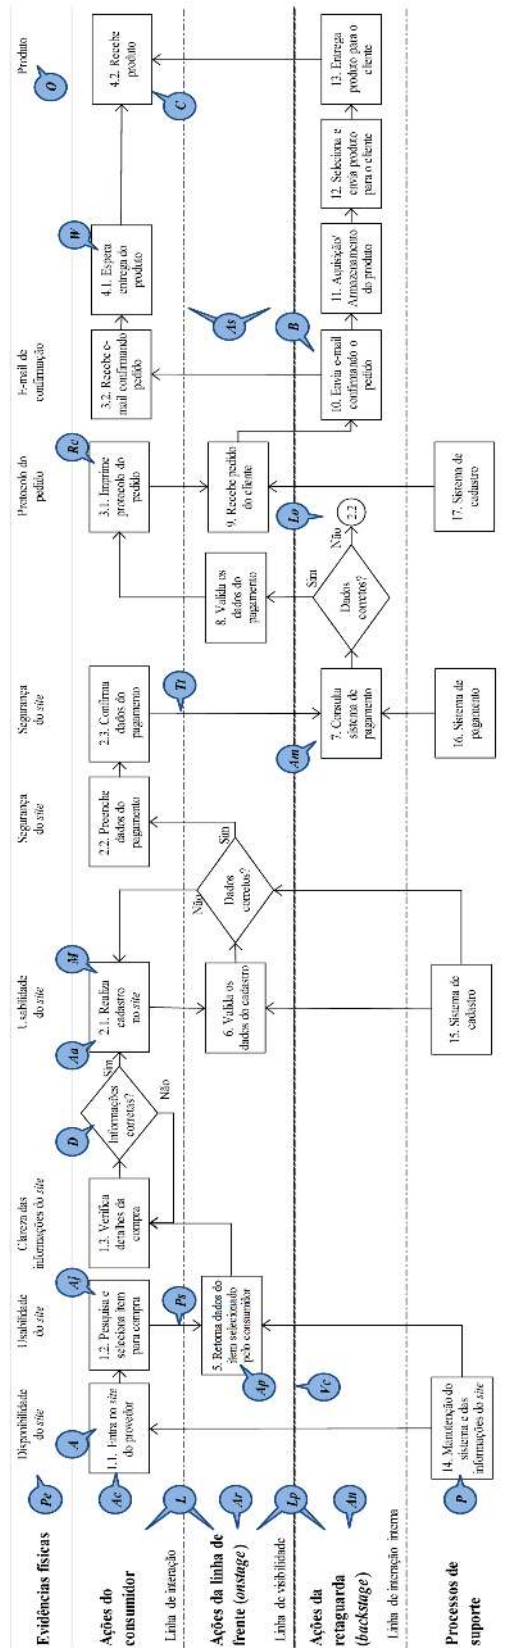 Evidências físicas
Pe
Disponibilidade
do site
Usabilidade
do site
Clareza das
informações do site
Usabilidade
do site
Segurança
do site
Segurança
do site
Protocolo do
pedido
E-mail de
confirmação
Produto
O
A
Aj
D
Aa
M
Rc
W
Ações do
consumidor
Ac
1.1. Entra no site
do provedor
1.2. Pesquisa e
seleciona item
para compra
1.3. Verifica
detalhes da
compra
Informações
corretas?
Sim
Não
2.1. Realiza
cadastro
no site
2.2. Preenche
dados do
pagamento
2.3. Confirma
dados do
pagamento
3.1. Imprime
protocolo do
pedido
3.2. Recebe e-
mail confirmando
pedido
4.1. Espera
entrega do
produto
4.2. Recebe
produto
C
Linha de interação
L
Ps
As
Ações da linha de
frente (onstage)
Ar
5. Retorna dados do
item selecionado
pelo consumidor
Ap
6. Valida os
dados do cadastro
Dados
corretos?
Não
Sim
8. Valida os
dados do
pagamento
9. Recebe pedido
do cliente
Linha de visibilidade
Lp
Vc
Lo
B
Ações da
retaguarda
(backstage)
An
Am
7. Consulta
sistema de
pagamento
Dados
corretos?
Sim
Não
2.2
10. Envia e-mail
confirmando o
pedido
11. Aquisição/
Armazenamento
do produto
12. Seleciona e
envia produto
para o cliente
13. Entrega
produto para o
cliente
Linha de interação interna
Processos de
suporte
P
14. Manutenção do
sistema e das
informações do site
15. Sistema de
cadastro
16. Sistema de
pagamento
17. Sistema de
cadastro